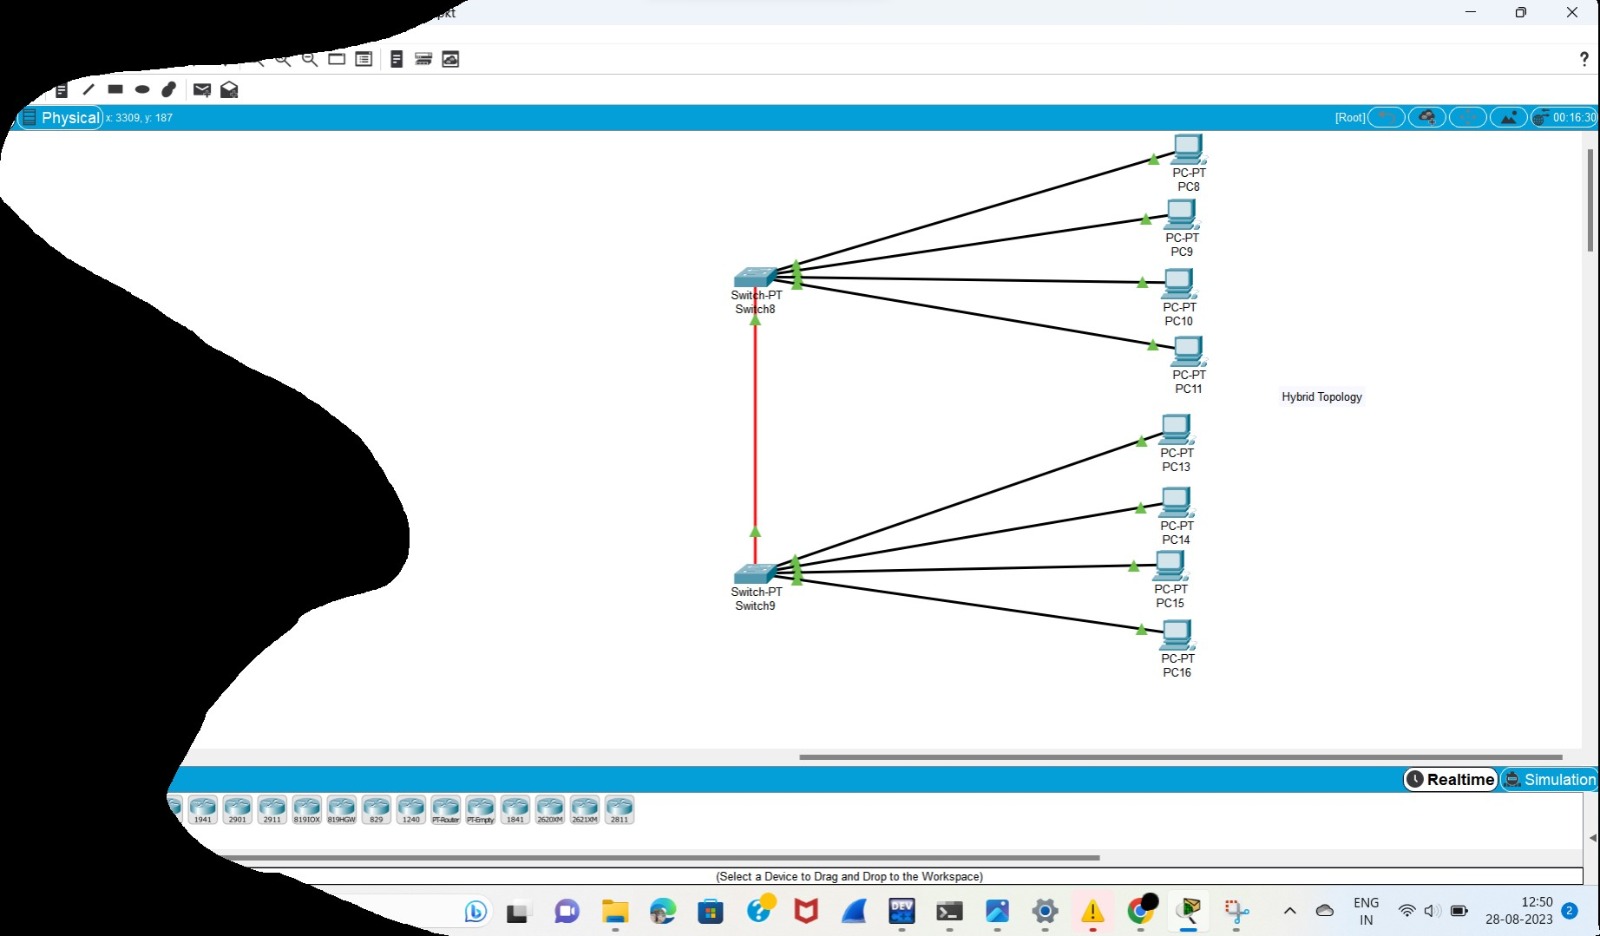 Physical x: 3309, y: 187
[Root] 00:16:30
?
PC-PT
PC8
PC-PT
PC9
Switch-PT
Switch8
PC-PT
PC10
PC-PT
PC11
Hybrid Topology
PC-PT
PC13
PC-PT
PC14
PC-PT
PC15
Switch-PT
Switch9
PC-PT
PC16
Realtime Simulation
1941 2901 2911 819IOX 819HGW 829 1240 PT-Router PT-Empty 1841 2620XM 2621XM 2811
(Select a Device to Drag and Drop to the Workspace)
DEV
ENG
IN
12:50
28-08-2023
2